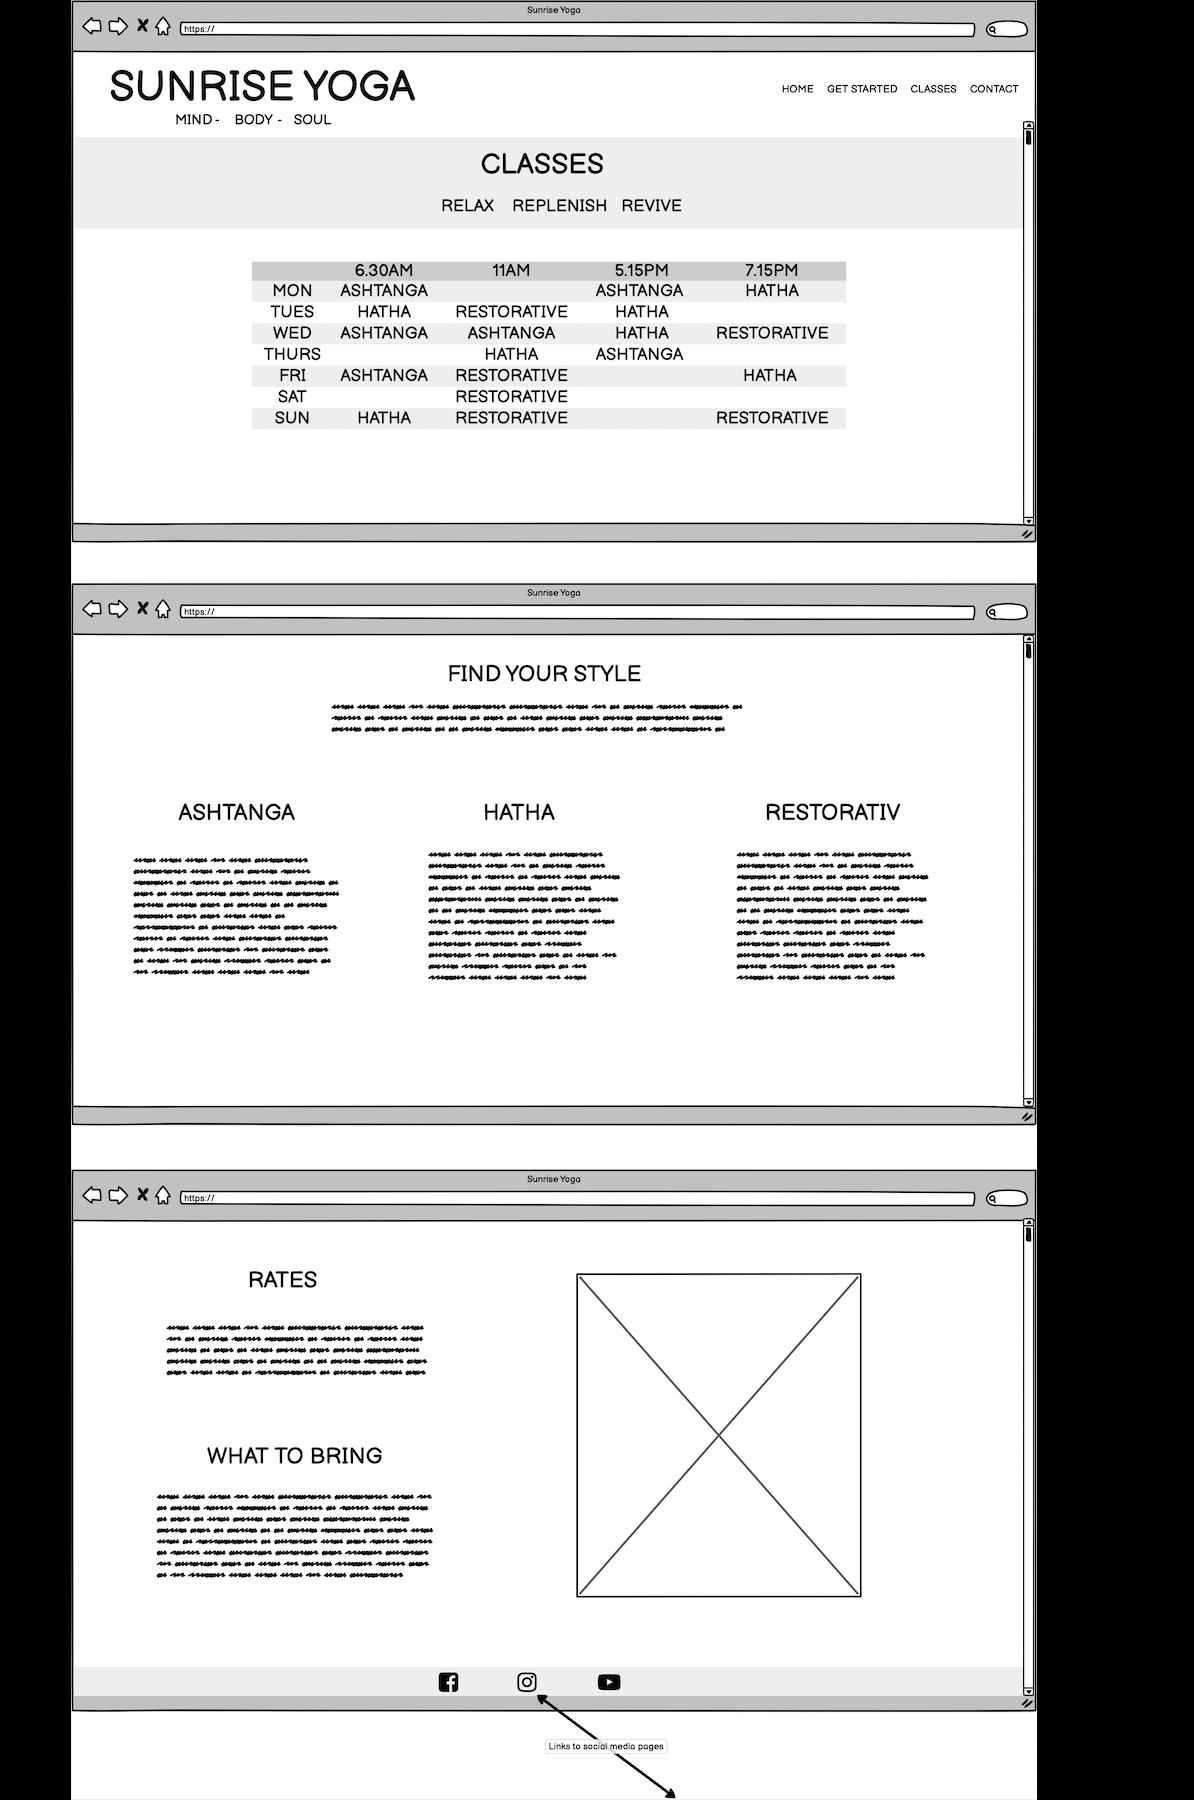 Sunrise Yoga
https://
SUNRISE YOGA
MIND - BODY - SOUL
HOME GET STARTED CLASSES CONTACT
CLASSES
RELAX REPLENISH REVIVE
6.30AM 11AM 5.15PM 7.15PM
MON ASHTANGA ASHTANGA HATHA
TUES HATHA RESTORATIVE HATHA
WED ASHTANGA ASHTANGA HATHA RESTORATIVE
THURS HATHA ASHTANGA
FRI ASHTANGA RESTORATIVE HATHA
SAT RESTORATIVE
SUN HATHA RESTORATIVE RESTORATIVE
Sunrise Yoga
https://
FIND YOUR STYLE
ASHTANGA HATHA RESTORATIV
Sunrise Yoga
https://
RATES
WHAT TO BRING
Links to social media pages